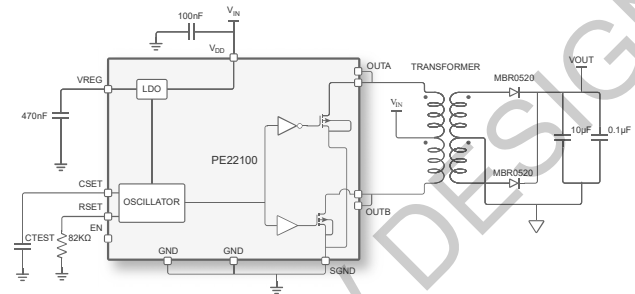 100nF
VIN
VDD
OUTA
TRANSFORMER
VOUT
MBR0520
VREG
LDO
470nF
VIN
10µF
0.1µF
PE22100
CSET
OSCILLATOR
RSET
MBR0520
EN
OUTB
CTEST
82KΩ
GND
GND
SGND
DESIGN